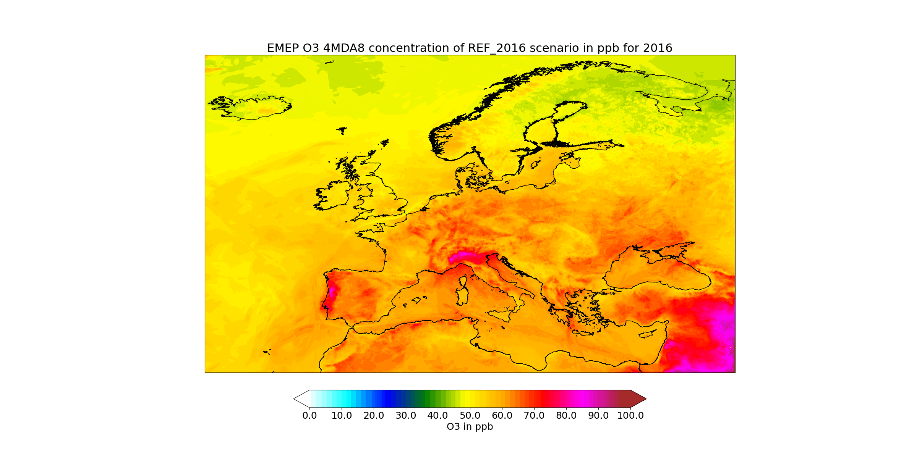 EMEP O3 4MDA8 concentration of REF_2016 scenario in ppb for 2016
0.0 10.0 20.0 30.0 40.0 50.0 60.0 70.0 80.0 90.0 100.0
O3 in ppb